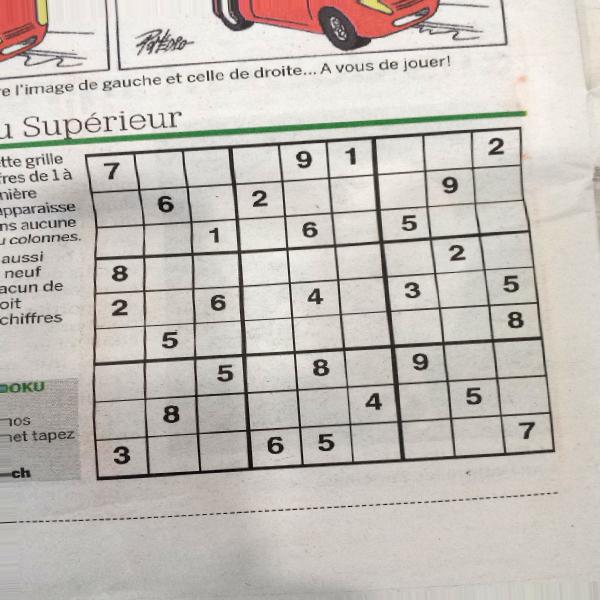 PoHEDRO
e l'image de gauche et celle de droite... A vous de jouer!
u Supérieur
tte grille
fres de 1 à
nière
apparaisse
ns aucune
u colonnes.
aussi
neuf
acun de
oit
chiffres
DOKU
nos
net tapez
ch
7 9 1 2
6 2 9
1 6 5
8 2
2 6 4 3 5
5 8
5 8 9
8 4 5
3 6 5 7